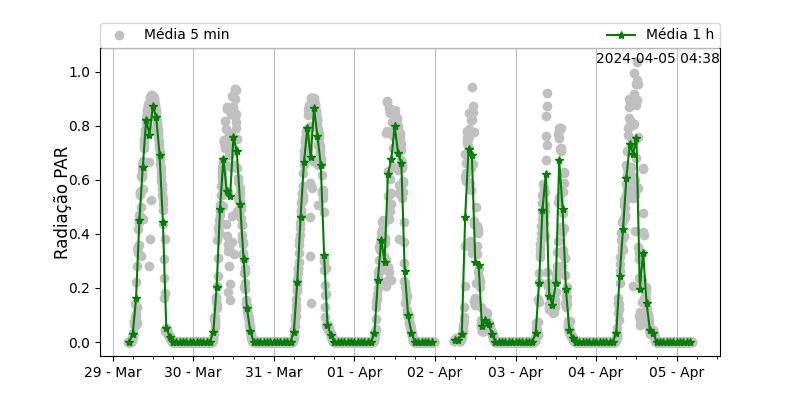 Média 5 min
Média 1 h
2024-04-05 04:38
Radiação PAR
1.0
0.8
0.6
0.4
0.2
0.0
29 - Mar
30 - Mar
31 - Mar
01 - Apr
02 - Apr
03 - Apr
04 - Apr
05 - Apr